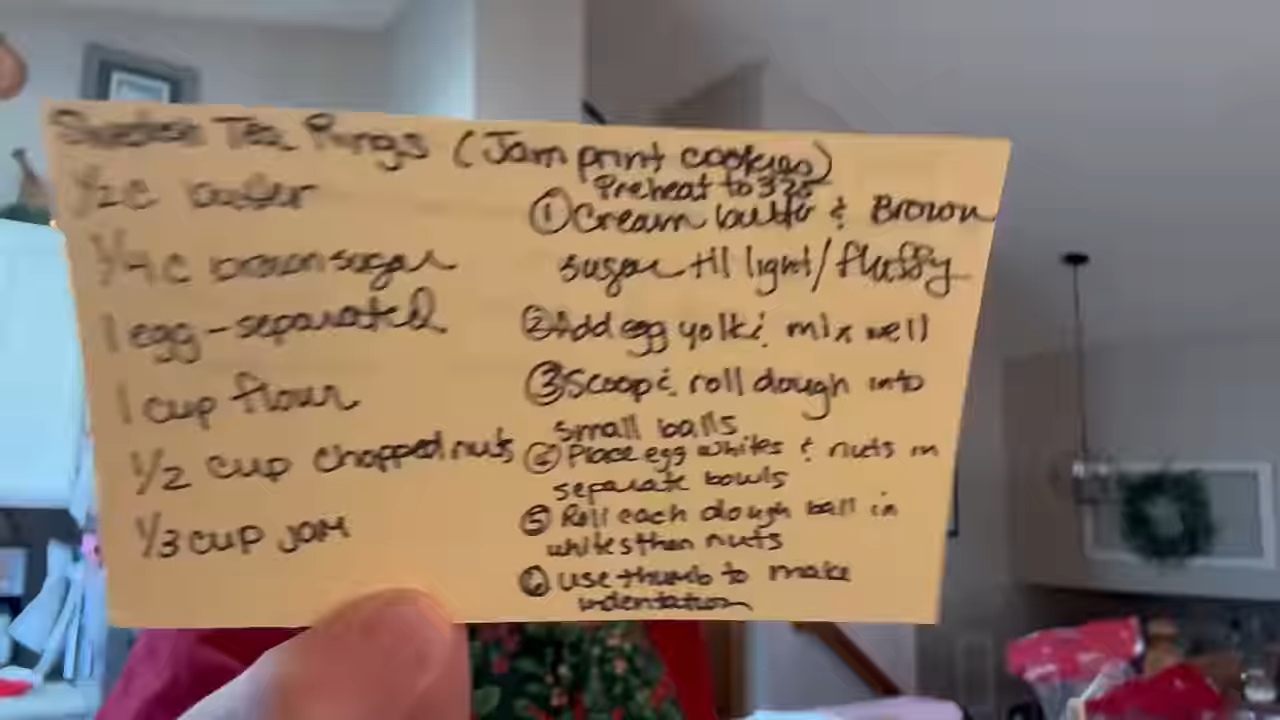 Sweden Tea Rings (Jam print cookies)
1/2 c butter
1/4 c brown sugar
1 egg - separated
1 cup flour
1/2 cup chopped nuts
1/3 cup jam
Preheat to 325
① Cream butter & Brown
sugar til light/fluffy
② Add egg yolk & mix well
③ Scoop & roll dough into
small balls
④ Place egg whites & nuts in
separate bowls
⑤ Roll each dough ball in
whites then nuts
⑥ use thumb to make
indentation